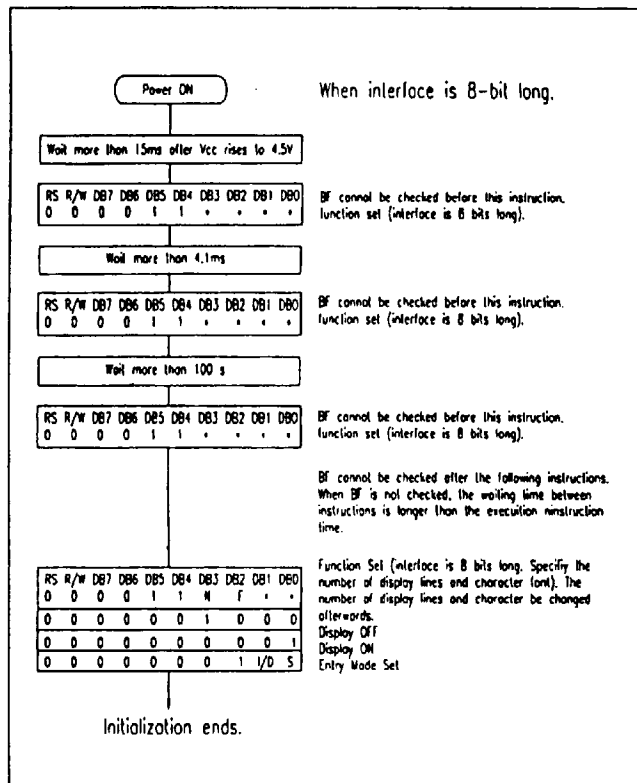 Power ON
When interface is 8-bit long.
Wait more than 15ms after Vcc rises to 4.5V
RS R/W DB7 DB6 DB5 DB4 DB3 DB2 DB1 DB0
0 0 0 0 1 1 * * * *
BF cannot be checked before this instruction.
function set (interface is 8 bits long).
Wait more than 4.1ms
RS R/W DB7 DB6 DB5 DB4 DB3 DB2 DB1 DB0
0 0 0 0 1 1 * * * *
BF cannot be checked before this instruction.
function set (interface is 8 bits long).
Wait more than 100 s
RS R/W DB7 DB6 DB5 DB4 DB3 DB2 DB1 DB0
0 0 0 0 1 1 * * * *
BF cannot be checked before this instruction.
function set (interface is 8 bits long).
BF cannot be checked after the following instructions.
When BF is not checked, the waiting time between
instructions is longer than the execuition ninstruction
time.
RS R/W DB7 DB6 DB5 DB4 DB3 DB2 DB1 DB0
0 0 0 0 1 1 N F * *
0 0 0 0 0 0 1 0 0 0
0 0 0 0 0 0 0 0 0 1
0 0 0 0 0 0 0 1 I/D S
Function Set (interface is 8 bits long. Specifiy the
number of display lines and character font). The
number of display lines and character be changed
afterwords.
Display OFF
Display ON
Entry Mode Set
Initialization ends.